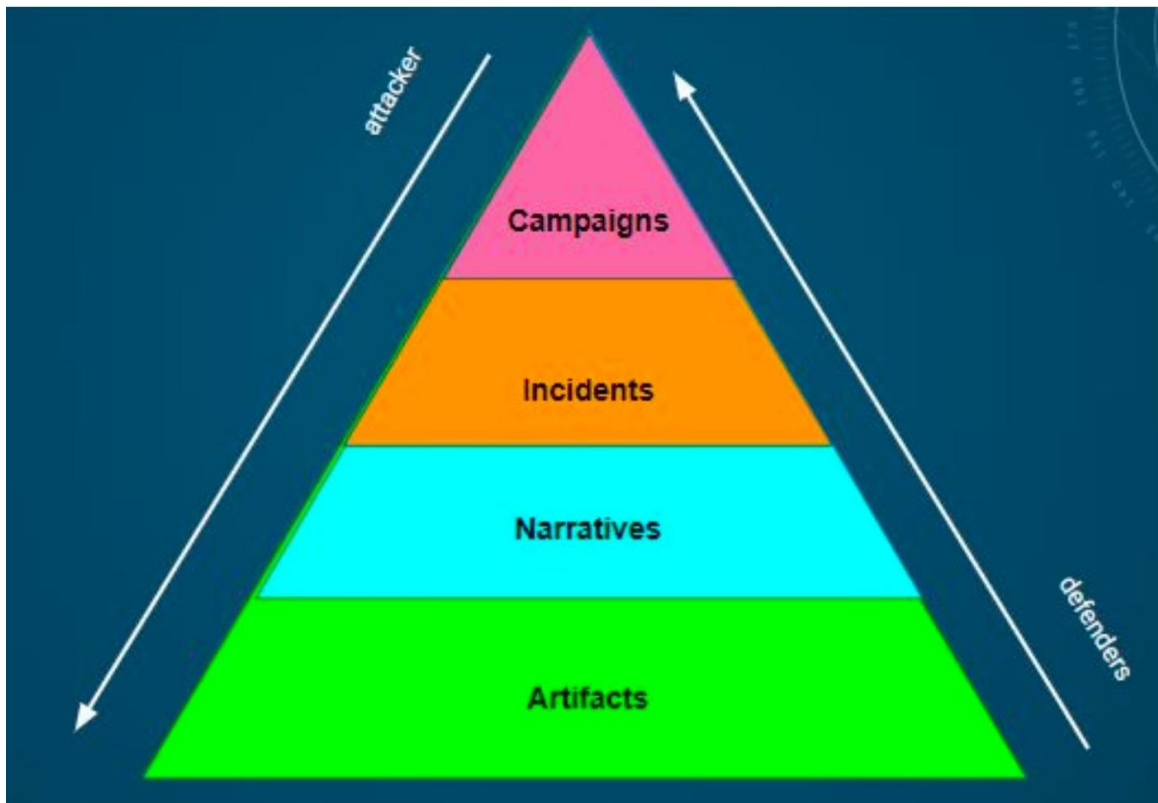 attacker
Campaigns
Incidents
Narratives
defenders
Artifacts